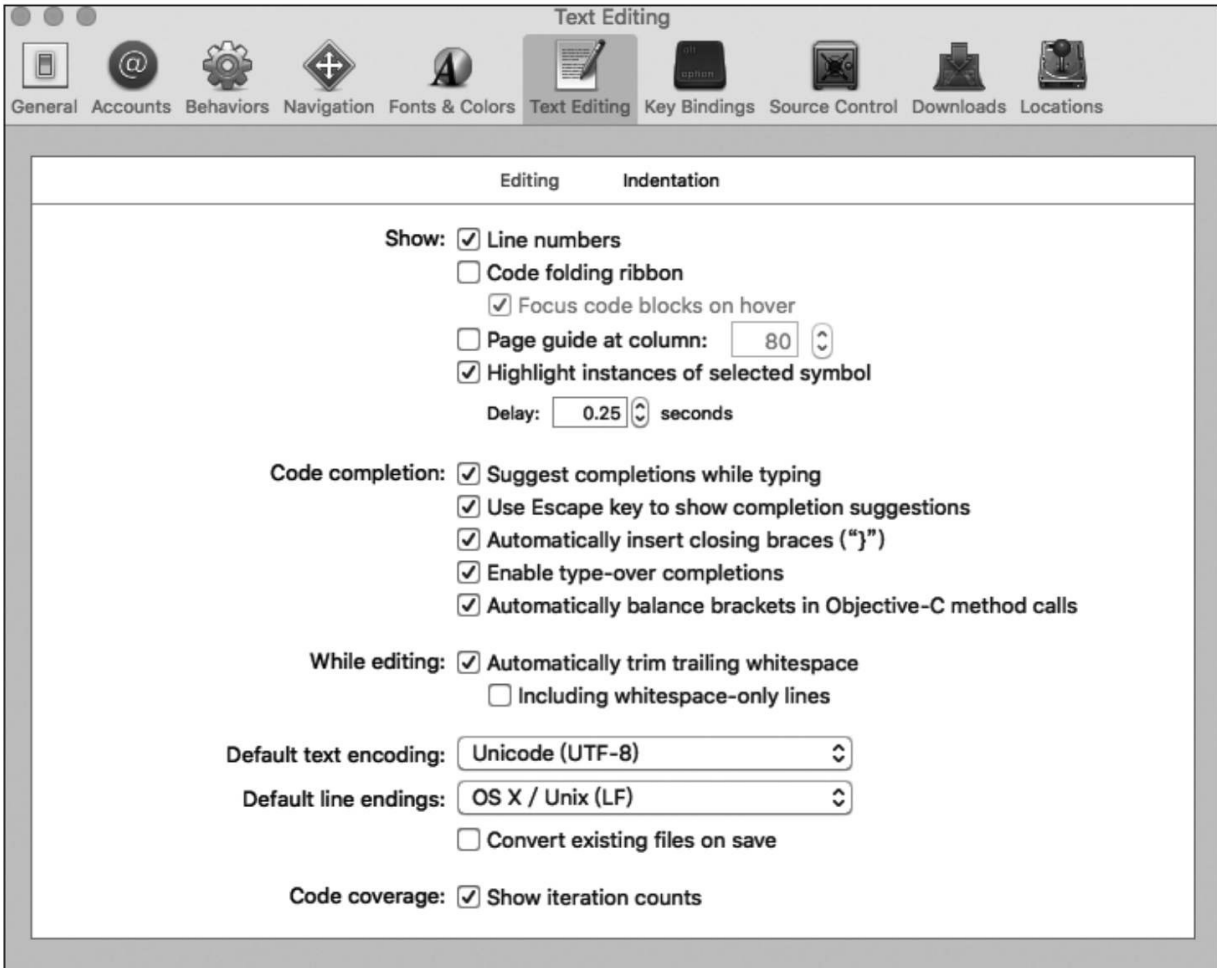 Text Editing
General Accounts Behaviors Navigation Fonts & Colors Text Editing Key Bindings Source Control Downloads Locations
alt
option
Editing Indentation
Show: Line numbers
Code folding ribbon
Focus code blocks on hover
Page guide at column: 80
Highlight instances of selected symbol
Delay: 0.25 seconds
Code completion: Suggest completions while typing
Use Escape key to show completion suggestions
Automatically insert closing braces (“}”)
Enable type-over completions
Automatically balance brackets in Objective-C method calls
While editing: Automatically trim trailing whitespace
Including whitespace-only lines
Default text encoding: Unicode (UTF-8)
Default line endings: OS X / Unix (LF)
Convert existing files on save
Code coverage: Show iteration counts